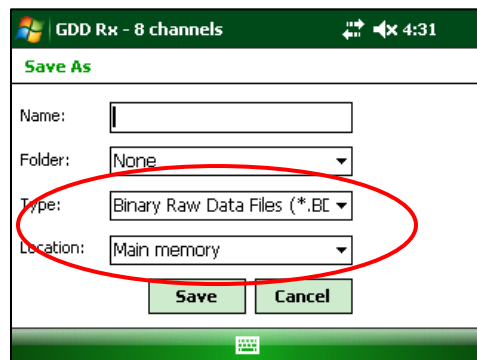 GDD Rx - 8 channels 4:31
Save As
Name:
Folder: None
Type: Binary Raw Data Files (*.BD
Location: Main memory
Save Cancel